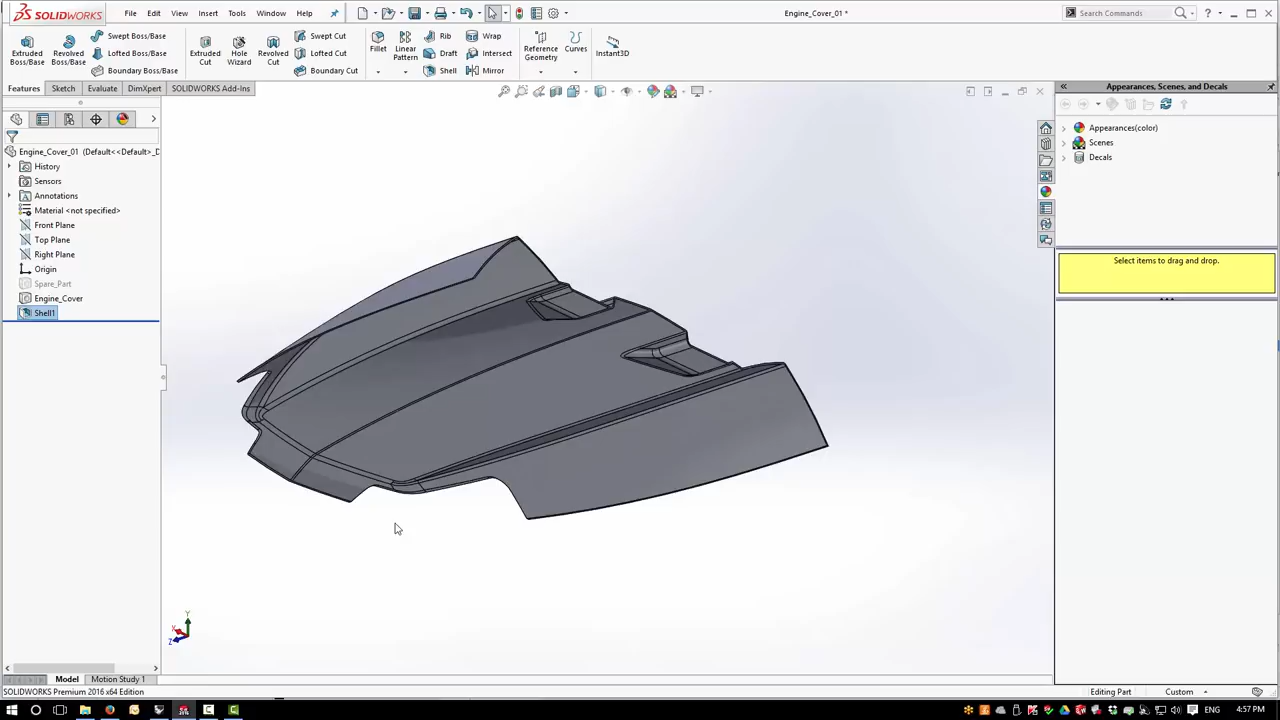 SOLIDWORKS File Edit View Insert Tools Window Help Engine_Cover_01 * Search Commands
Extruded Boss/Base Revolved Boss/Base Swept Boss/Base Lofted Boss/Base Boundary Boss/Base Extruded Cut Hole Wizard Revolved Cut Swept Cut Lofted Cut Boundary Cut Fillet Linear Pattern Rib Draft Shell Wrap Intersect Mirror Reference Geometry Curves Instant3D
Features Sketch Evaluate DimXpert SOLIDWORKS Add-Ins
Appearances, Scenes, and Decals
Appearances(color)
Scenes
Decals
Select items to drag and drop.
Engine_Cover_01 (Default<<Default>_D
History
Sensors
Annotations
Material <not specified>
Front Plane
Top Plane
Right Plane
Origin
Spare_Part
Engine_Cover
Shell1
Y
X
Z
Model Motion Study 1
SOLIDWORKS Premium 2016 x64 Edition Editing Part Custom
ENG 4:57 PM